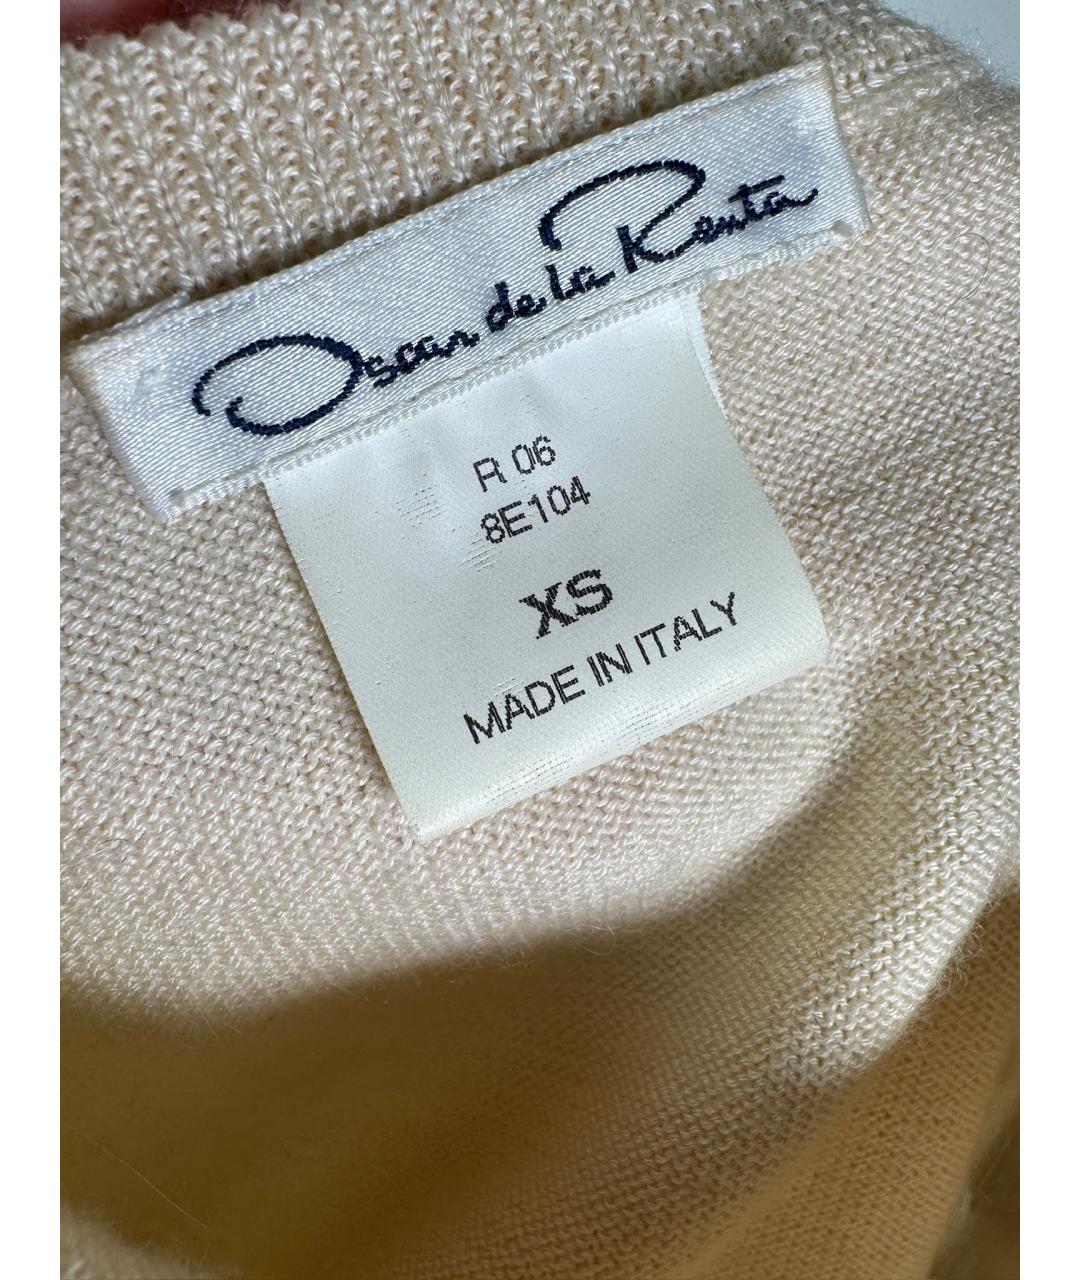 Oscar de la Renta
R 06
8E104
XS
MADE IN ITALY